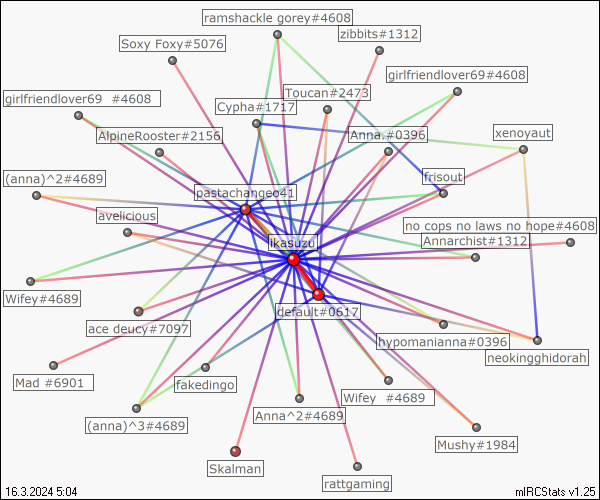 ramshackle gorey#4608
zibbits#1312
Soxy Foxy#5076
girlfriendlover69#4608
Toucan#2473
girlfriendlover69 #4608
Cypha#1717
AlpineRooster#2156
Anna#0396
xenoyaut
(anna)^2#4689
frisout
pastachangeo41
avelicious
no cops no laws no hope#4608
Annarchist#1312
ikasuzu
Wifey#4689
default#0617
ace deucy#7097
hypomanianna#0396
neokingghidorah
Mad #6901
fakedingo
Wifey #4689
Anna^2#4689
(anna)^3#4689
Mushy#1984
Skalman
rattgaming
16.3.2024 5:04
mIRCStats v1.25